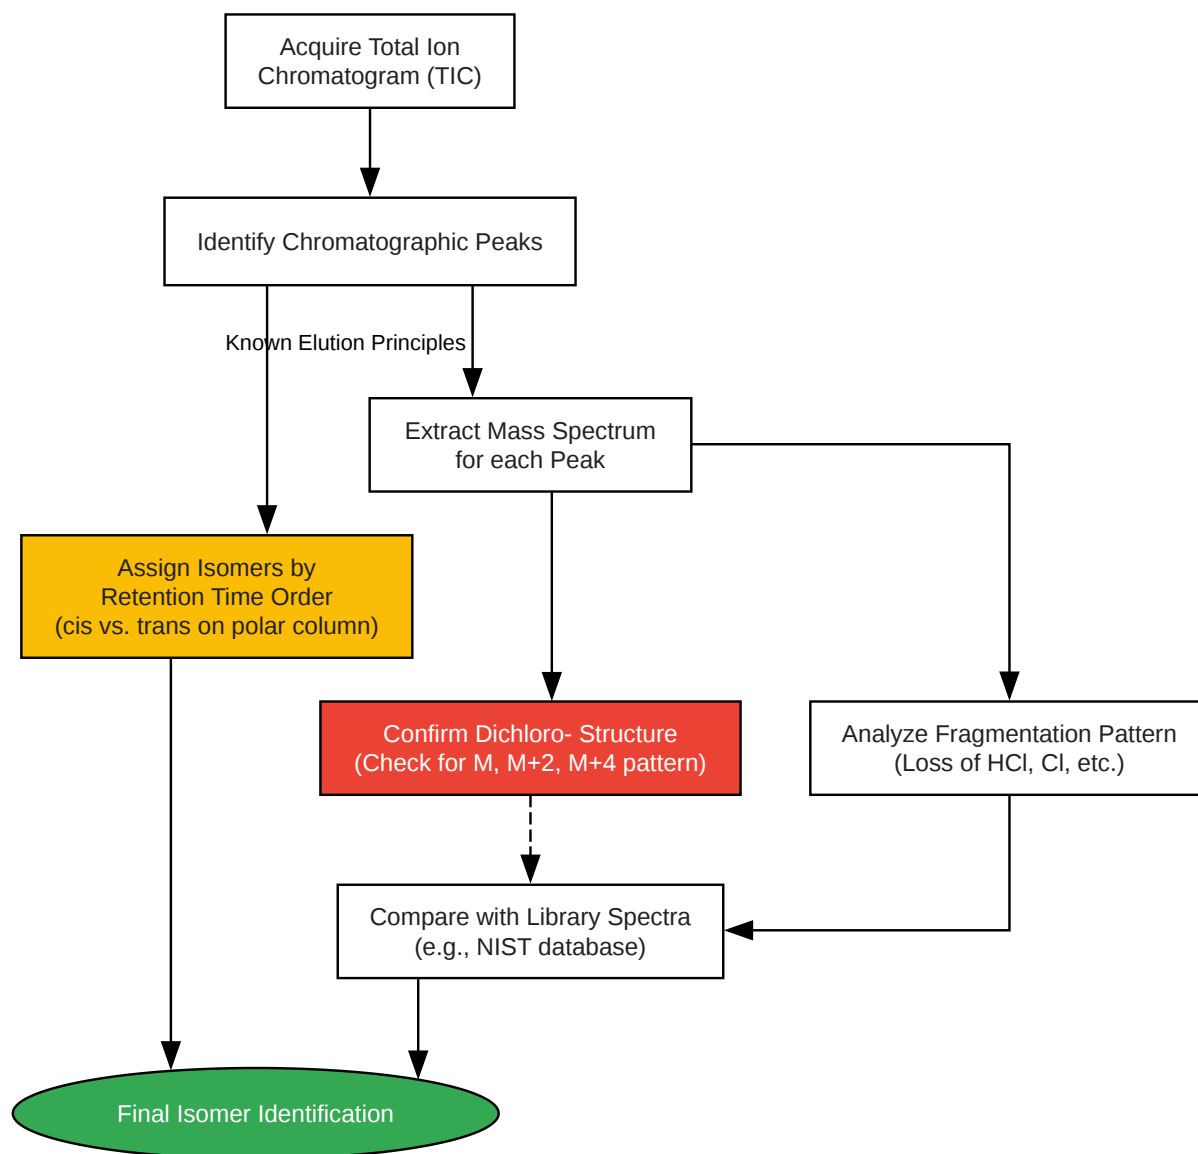 Acquire Total Ion
Chromatogram (TIC)
Identify Chromatographic Peaks
Known Elution Principles
Extract Mass Spectrum
for each Peak
Assign Isomers by
Retention Time Order
(cis vs. trans on polar column)
Confirm Dichloro- Structure
(Check for M, M+2, M+4 pattern)
Analyze Fragmentation Pattern
(Loss of HCl, Cl, etc.)
Compare with Library Spectra
(e.g., NIST database)
Final Isomer Identification